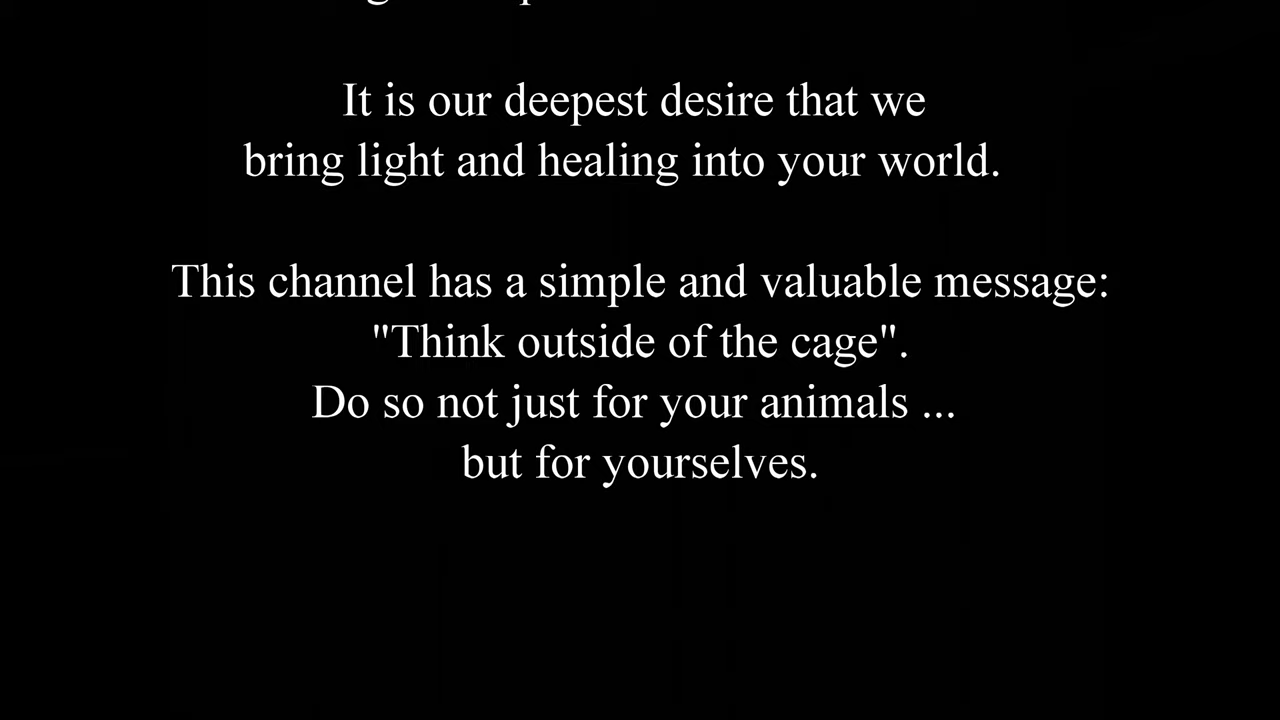 It is our deepest desire that we
bring light and healing into your world.
This channel has a simple and valuable message:
"Think outside of the cage".
Do so not just for your animals ...
but for yourselves.